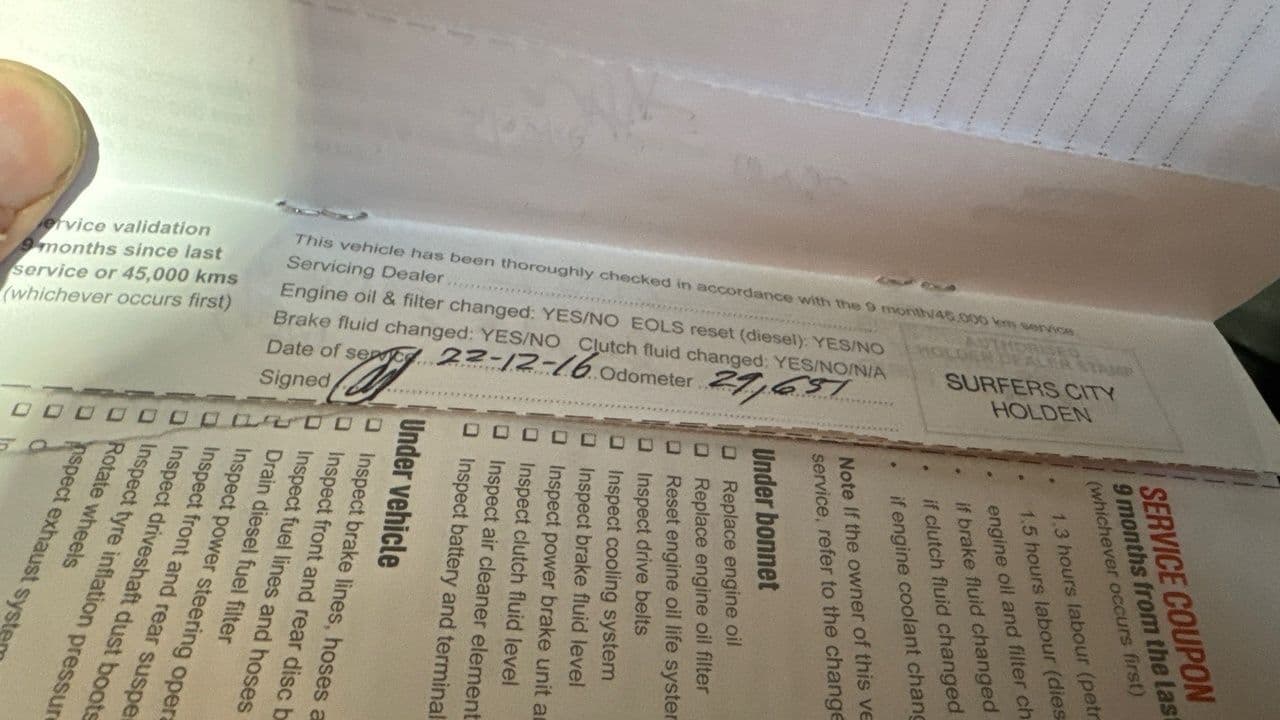 service validation
9 months since last
service or 45,000 kms
(whichever occurs first)
This vehicle has been thoroughly checked in accordance with the 9 month/45,000 km service.
Servicing Dealer
Engine oil & filter changed: YES/NO EOLS reset (diesel): YES/NO
Brake fluid changed: YES/NO Clutch fluid changed: YES/NO/N/A
Date of service 22-12-16 Odometer 29,651
Signed
AUTHORISED
HOLDEN DEALER STAMP
SURFERS CITY
HOLDEN
SERVICE COUPON
9 months from the las
(whichever occurs first)
• 1.3 hours labour (petr
• 1.5 hours labour (dies
engine oil and filter ch
• if brake fluid changed
• if clutch fluid changed
• if engine coolant chang
Note If the owner of this ve
service, refer to the change
Under bonnet
Replace engine oil
Replace engine oil filter
Reset engine oil life syster
Inspect drive belts
Inspect cooling system
Inspect brake fluid level
Inspect power brake unit a
Inspect clutch fluid level
Inspect air cleaner element
Inspect battery and terminal
Under vehicle
Inspect brake lines, hoses a
Inspect front and rear disc b
Inspect fuel lines and hoses
Drain diesel fuel filter
Inspect power steering
Inspect front and rear suspe
Inspect driveshaft dust boots
Inspect tyre inflation pressur
Rotate wheels
Inspect exhaust system